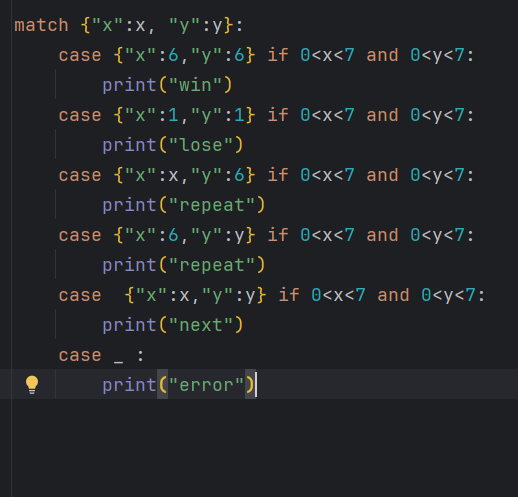 match {"x":x, "y":y}:
    case {"x":6,"y":6} if 0<x<7 and 0<y<7:
        print("win")
    case {"x":1,"y":1} if 0<x<7 and 0<y<7:
        print("lose")
    case {"x":x,"y":6} if 0<x<7 and 0<y<7:
        print("repeat")
    case {"x":6,"y":y} if 0<x<7 and 0<y<7:
        print("repeat")
    case  {"x":x,"y":y} if 0<x<7 and 0<y<7:
        print("next")
    case _ :
        print("error")